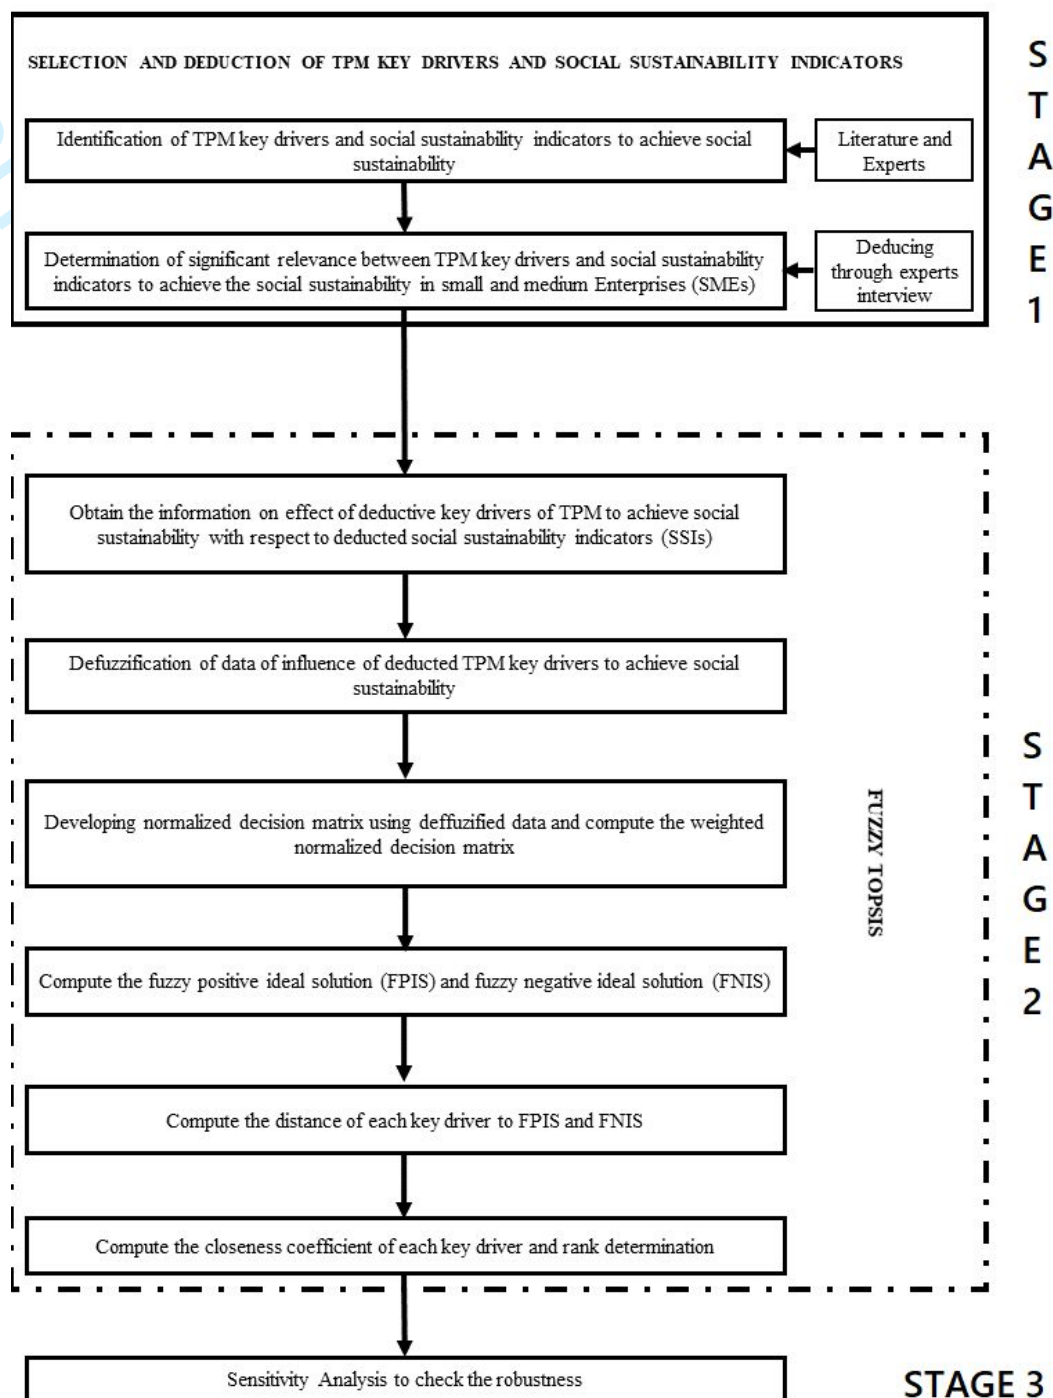 SELECTION AND DEDUCTION OF TPM KEY DRIVERS AND SOCIAL SUSTAINABILITY INDICATORS
Identification of TPM key drivers and social sustainability indicators to achieve social
sustainability
Literature and
Experts
Determination of significant relevance between TPM key drivers and social sustainability
indicators to achieve the social sustainability in small and medium Enterprises (SMEs)
Deducing
through experts
interview
S
T
A
G
E
1
Obtain the information on effect of deductive key drivers of TPM to achieve social
sustainability with respect to deducted social sustainability indicators (SSIs)
Defuzzification of data of influence of deducted TPM key drivers to achieve social
sustainability
Developing normalized decision matrix using deffuzified data and compute the weighted
normalized decision matrix
Compute the fuzzy positive ideal solution (FPIS) and fuzzy negative ideal solution (FNIS)
Compute the distance of each key driver to FPIS and FNIS
Compute the closeness coefficient of each key driver and rank determination
FUZZY TOPSIS
S
T
A
G
E
2
Sensitivity Analysis to check the robustness
STAGE 3